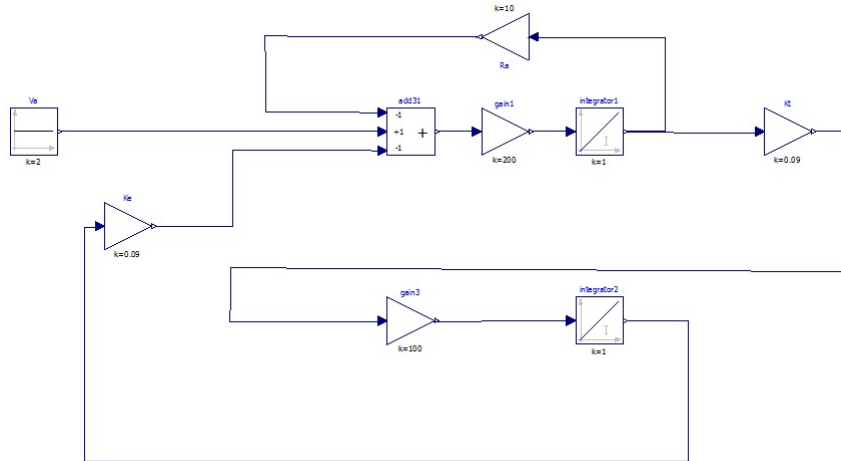 k=10
Ra
Va
k=2
add31
-1
+1
-1
+
gain1
k=200
integrator1
I
k=1
Kt
k=0.09
Ke
k=0.09
gain3
k=100
integrator2
I
k=1